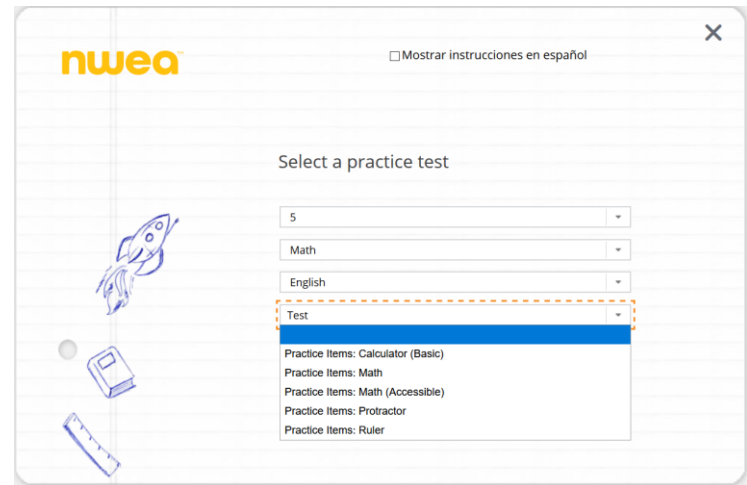 nwea
Mostrar instrucciones en español
Select a practice test
5
Math
English
Test
Practice Items: Calculator (Basic)
Practice Items: Math
Practice Items: Math (Accessible)
Practice Items: Protractor
Practice Items: Ruler